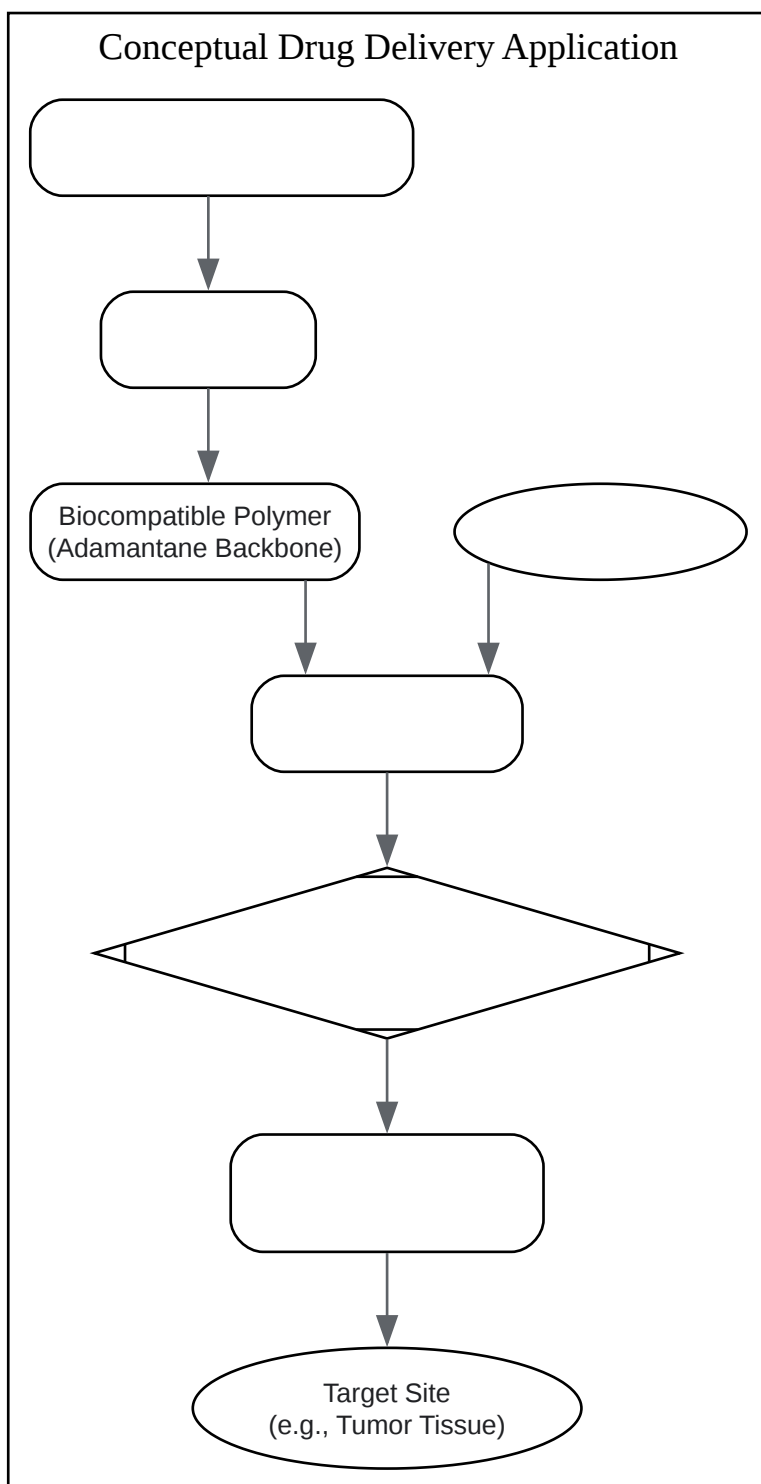 Conceptual Drug Delivery Application
Biocompatible Polymer
(Adamantane Backbone)
Target Site
(e.g., Tumor Tissue)